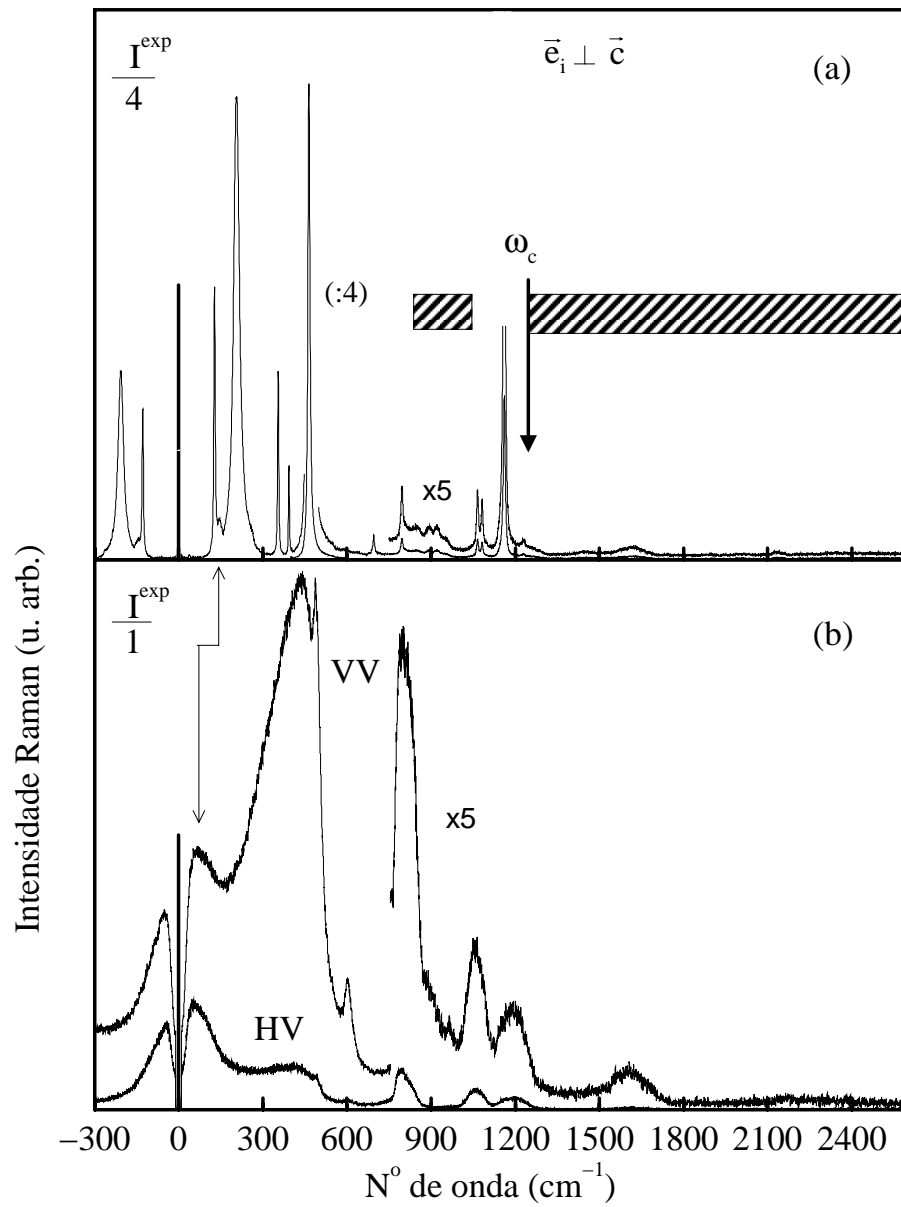 I^exp
4
e_i ⊥ c
(a)
ω_c
(:4)
x5
Intensidade Raman (u. arb.)
I^exp
1
(b)
VV
x5
HV
−300 0 300 600 900 1200 1500 1800 2100 2400
N^o de onda (cm^−1)